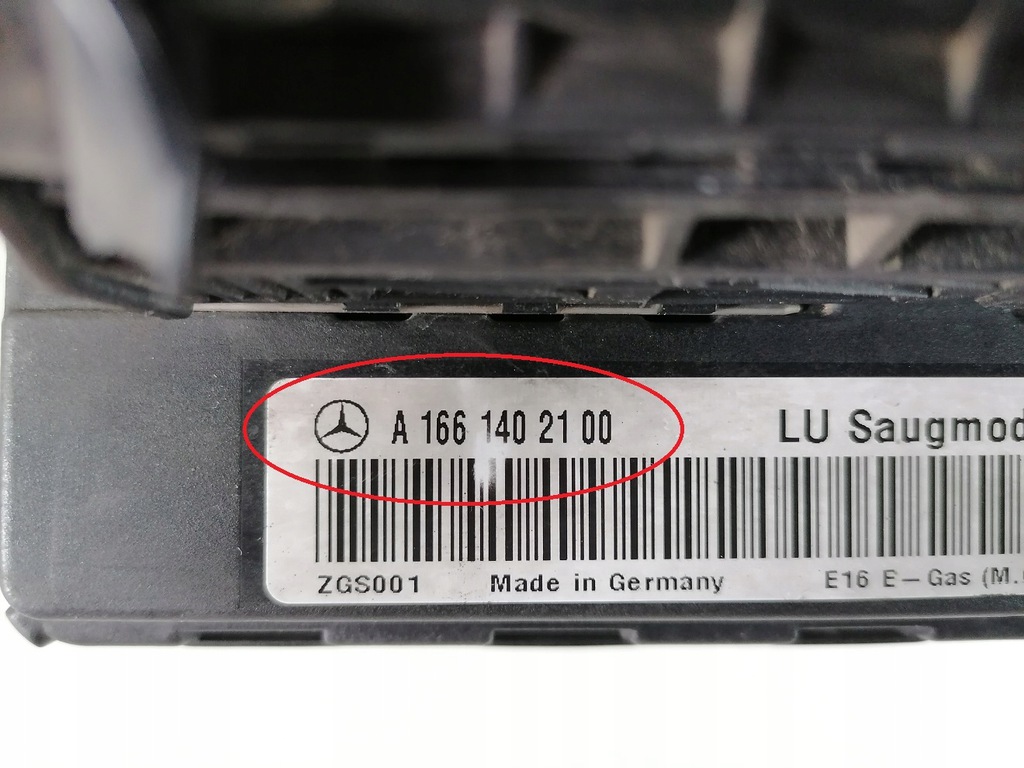 A 166 140 21 00
LU Saugmod
ZGS001 Made in Germany E16 E-Gas (M.